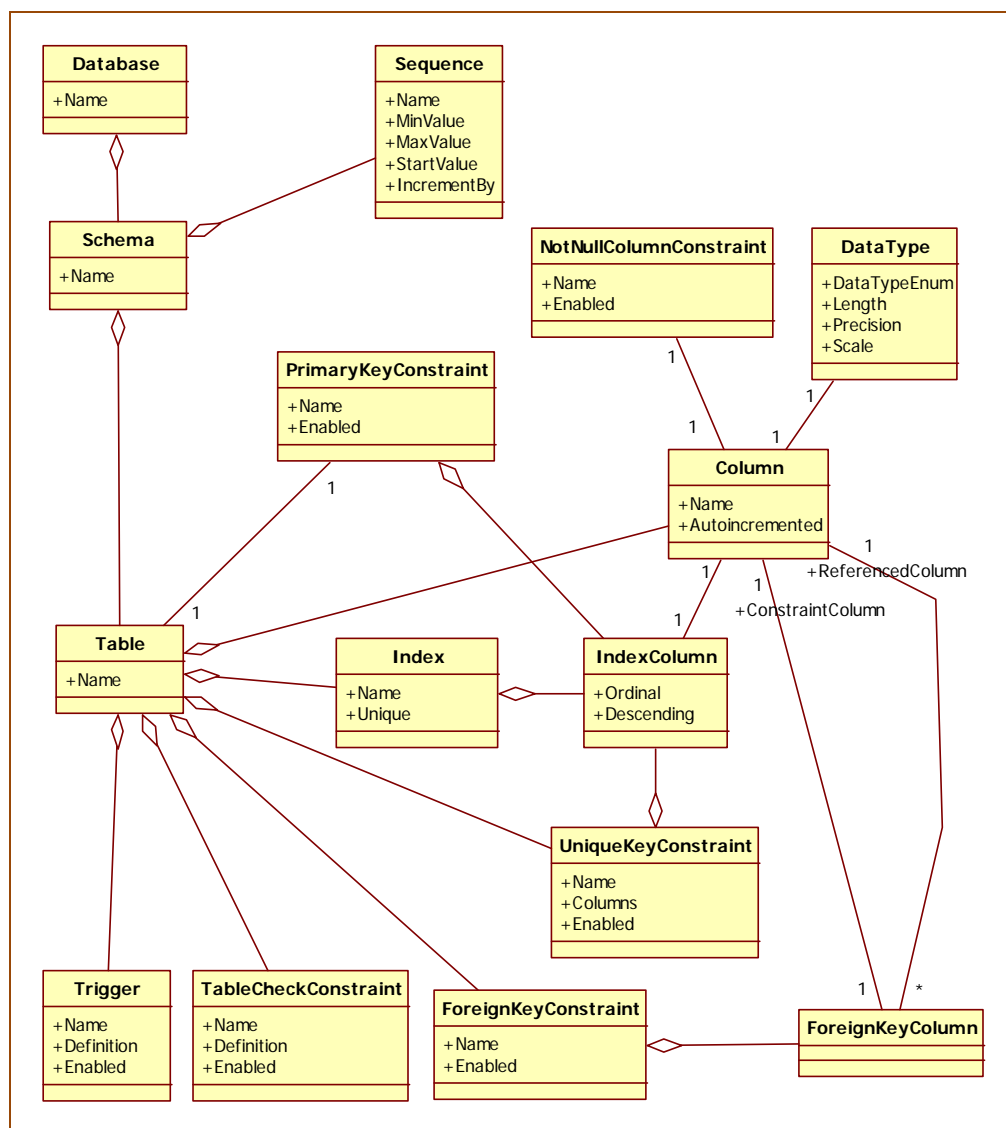 Database
+Name
Sequence
+Name
+MinValue
+MaxValue
+StartValue
+IncrementBy
Schema
+Name
NotNullColumnConstraint
+Name
+Enabled
DataType
+DataTypeEnum
+Length
+Precision
+Scale
1
1
1
1
PrimaryKeyConstraint
+Name
+Enabled
1
1
Column
+Name
+Autoincremented
1
+ReferencedColumn
1
+ConstraintColumn
1
1
Table
+Name
Index
+Name
+Unique
IndexColumn
+Ordinal
+Descending
UniqueKeyConstraint
+Name
+Columns
+Enabled
Trigger
+Name
+Definition
+Enabled
TableCheckConstraint
+Name
+Definition
+Enabled
ForeignKeyConstraint
+Name
+Enabled
1
*
ForeignKeyColumn